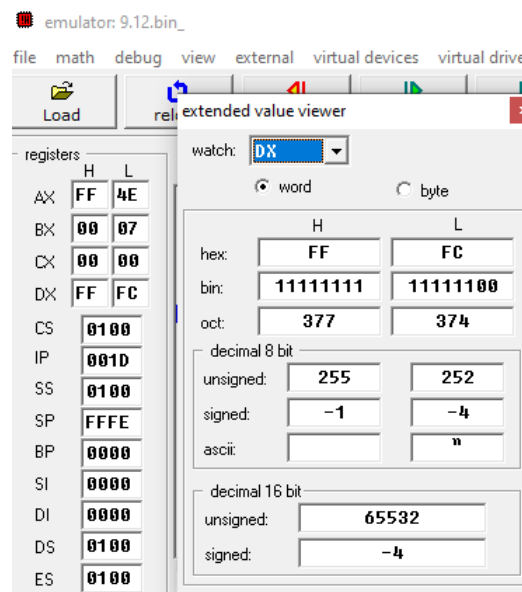 emulator: 9.12.bin_
file math debug view external virtual devices virtual drive
Load
relo
extended value viewer
watch: DX
word byte
H L
hex: FF FC
bin: 11111111 11111100
oct: 377 374
decimal 8 bit
unsigned: 255 252
signed: -1 -4
ascii: ⁿ
decimal 16 bit
unsigned: 65532
signed: -4
registers
H L
AX FF 4E
BX 00 07
CX 00 00
DX FF FC
CS 0100
IP 001D
SS 0100
SP FFFE
BP 0000
SI 0000
DI 0000
DS 0100
ES 0100